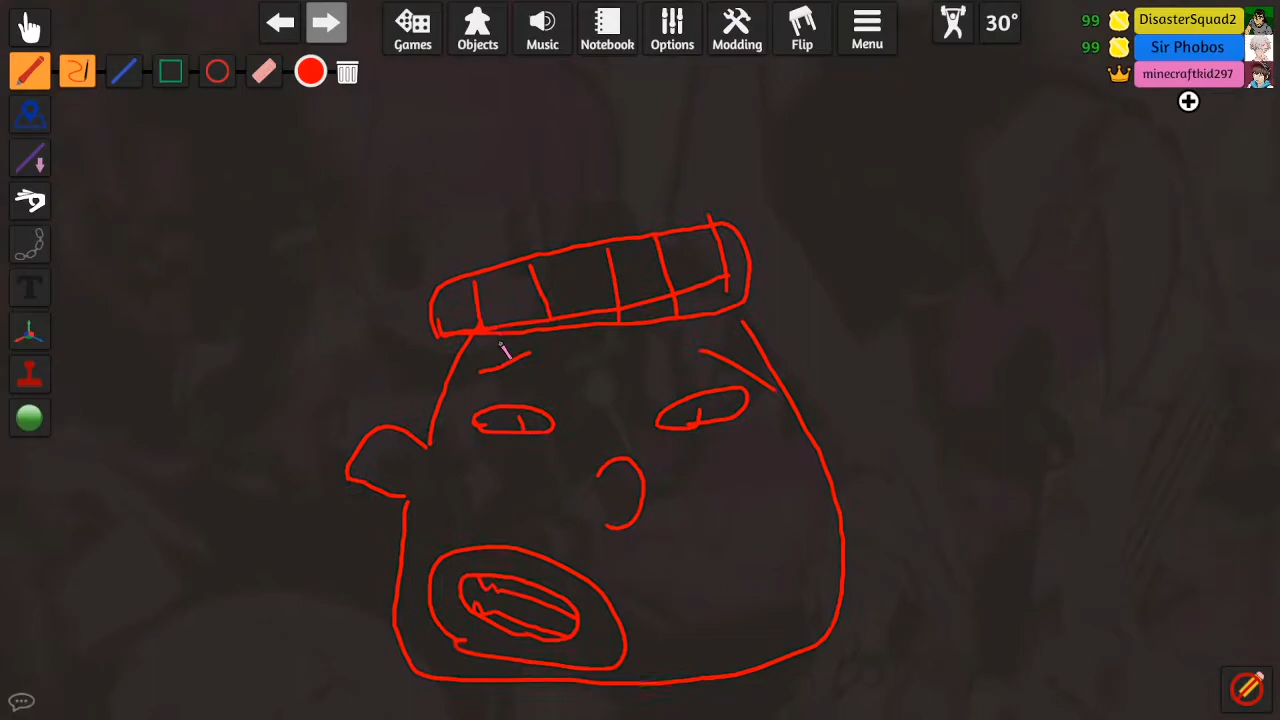 Games Objects Music Notebook Options Modding Flip Menu 30° 99 DisasterSquad2
99 Sir Phobos
minecraftkid297
T